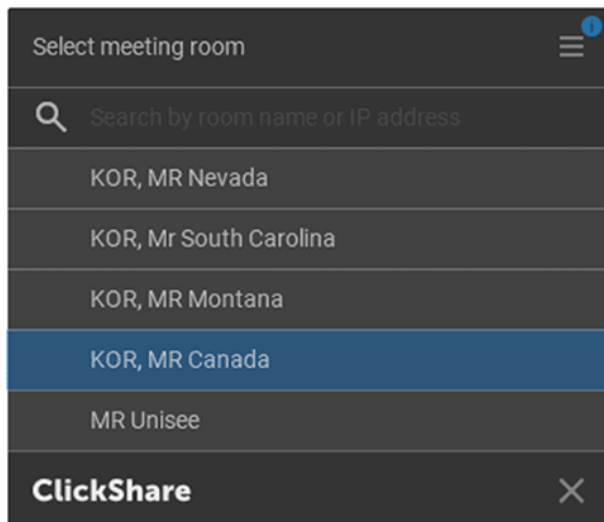 Select meeting room
i
Search by room name or IP address
KOR, MR Nevada
KOR, Mr South Carolina
KOR, MR Montana
KOR, MR Canada
MR Unisee
ClickShare